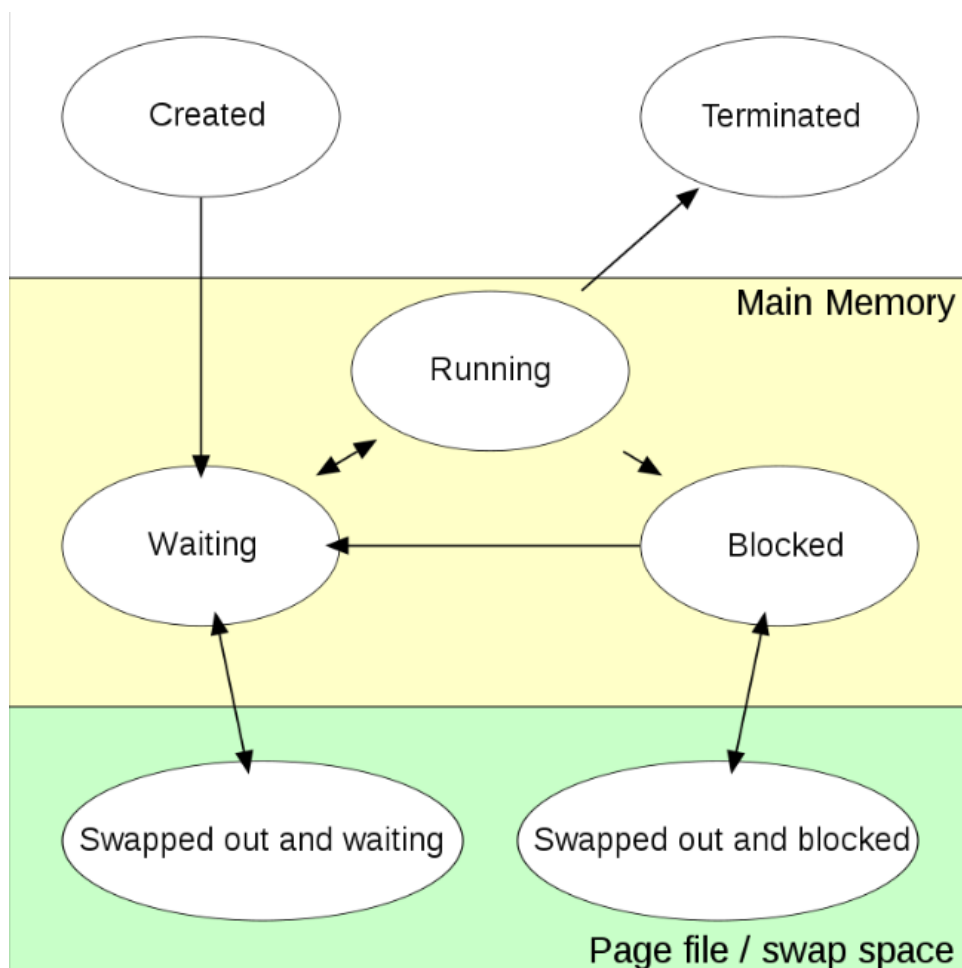 Created
Terminated
Main Memory
Running
Waiting
Blocked
Swapped out and waiting
Swapped out and blocked
Page file / swap space